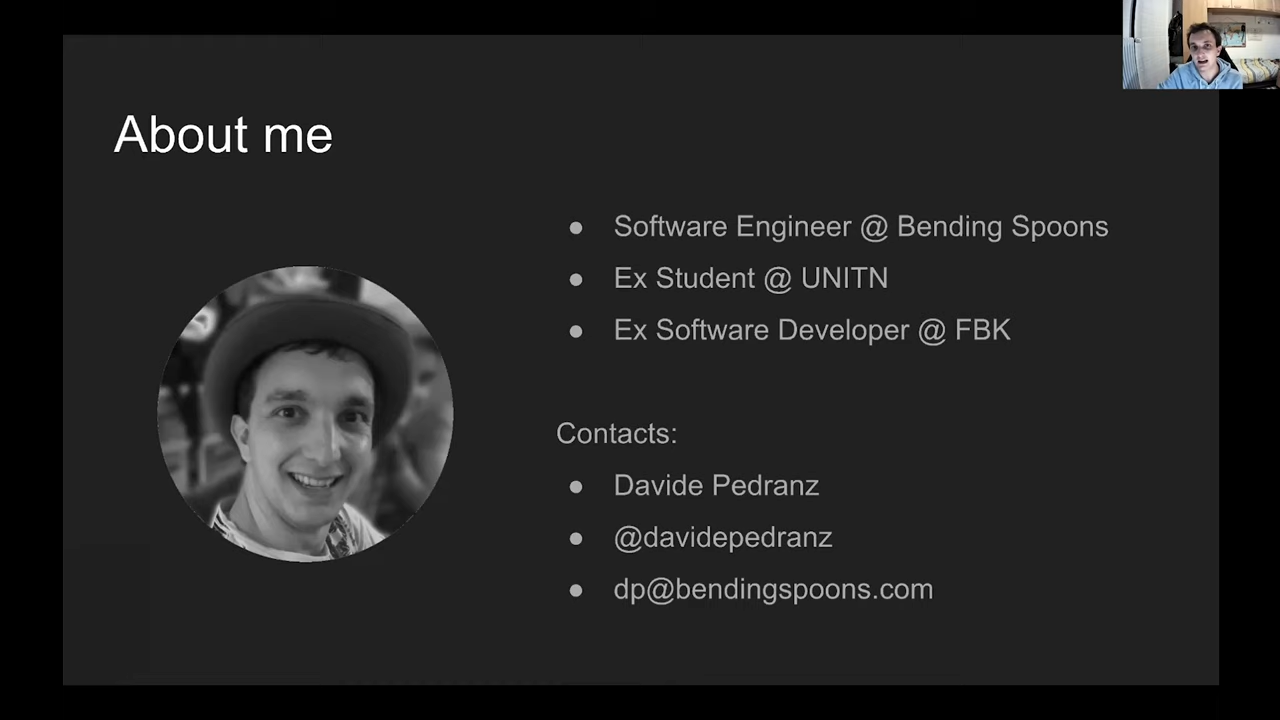 About me
● Software Engineer @ Bending Spoons
● Ex Student @ UNITN
● Ex Software Developer @ FBK
Contacts:
● Davide Pedranz
● @davidepedranz
● dp@bendingspoons.com